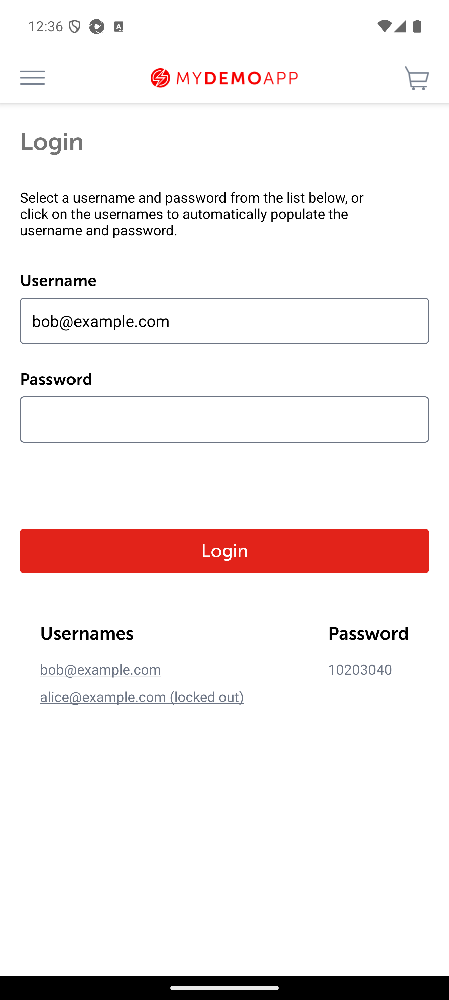 12:36
MYDEMOAPP
Login
Select a username and password from the list below, or
click on the usernames to automatically populate the
username and password.
Username
bob@example.com
Password
Login
Usernames Password
bob@example.com 10203040
alice@example.com (locked out)